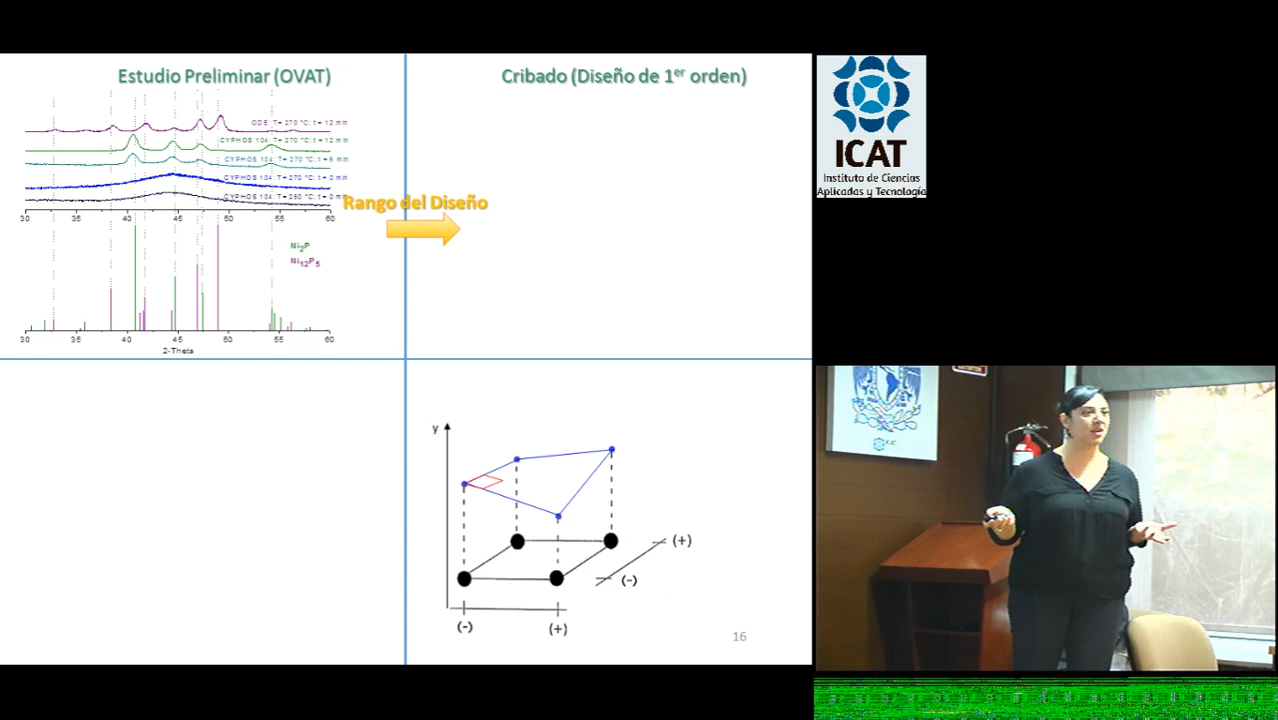 Estudio Preliminar (OVAT)
Cribado (Diseño de 1er orden)
ODE: T= 270 °C; t = 12 min
CYPHOS 104: T= 270 °C; t = 12 min
CYPHOS 104: T= 270 °C; t = 6 min
CYPHOS 104: T= 270 °C; t = 0 min
CYPHOS 104: T= 250 °C; t = 0 min
30 35 40 45 50 55 60
Rango del Diseño
Ni2P
Ni12P5
30 35 40 45 50 55 60
2-Theta
y
(+)
(-)
(-)
(+)
16
ICAT
Instituto de Ciencias
Aplicadas y Tecnología